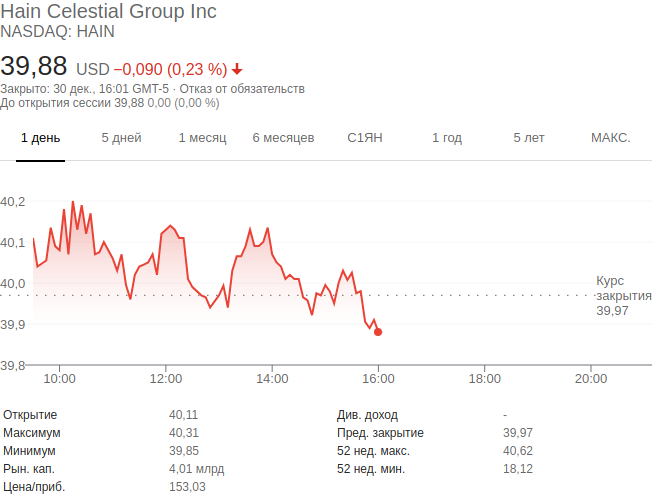 Hain Celestial Group Inc
NASDAQ: HAIN
39,88 USD −0,090 (0,23 %)
Закрыто: 30 дек., 16:01 GMT-5 · Отказ от обязательств
До открытия сессии 39,88 0,00 (0,00 %)
1 день 5 дней 1 месяц 6 месяцев С1ЯН 1 год 5 лет МАКС.
40,2
40,1
40,0
39,9
39,8
Курс
закрытия
39,97
10:00 12:00 14:00 16:00 18:00 20:00
Открытие 40,11 Див. доход -
Максимум 40,31 Пред. закрытие 39,97
Минимум 39,85 52 нед. макс. 40,62
Рын. кап. 4,01 млрд 52 нед. мин. 18,12
Цена/приб. 153,03